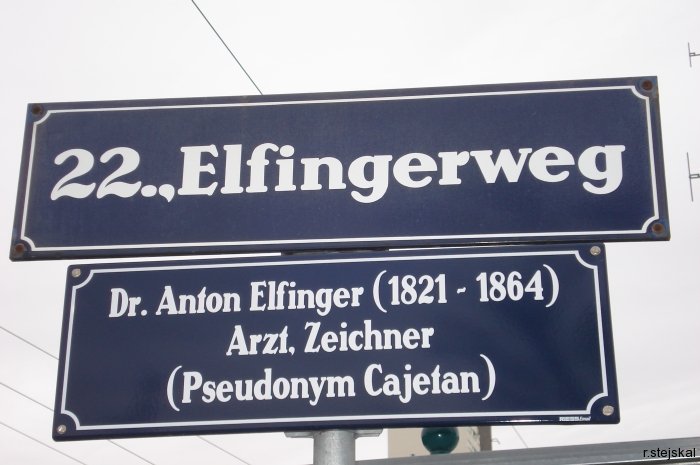 22.,Elfingerweg
Dr. Anton Elfinger (1821 - 1864)
Arzt, Zeichner
(Pseudonym Cajetan)
r.stejskal